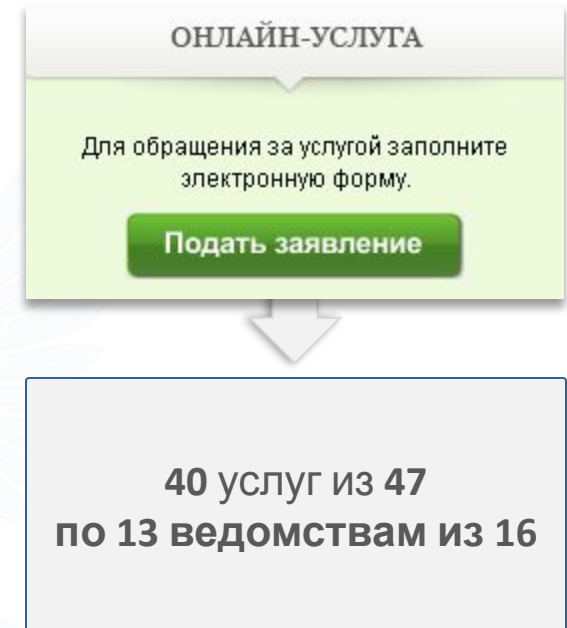 ОНЛАЙН-УСЛУГА
Для обращения за услугой заполните
электронную форму.
Подать заявление
40 услуг из 47
по 13 ведомствам из 16